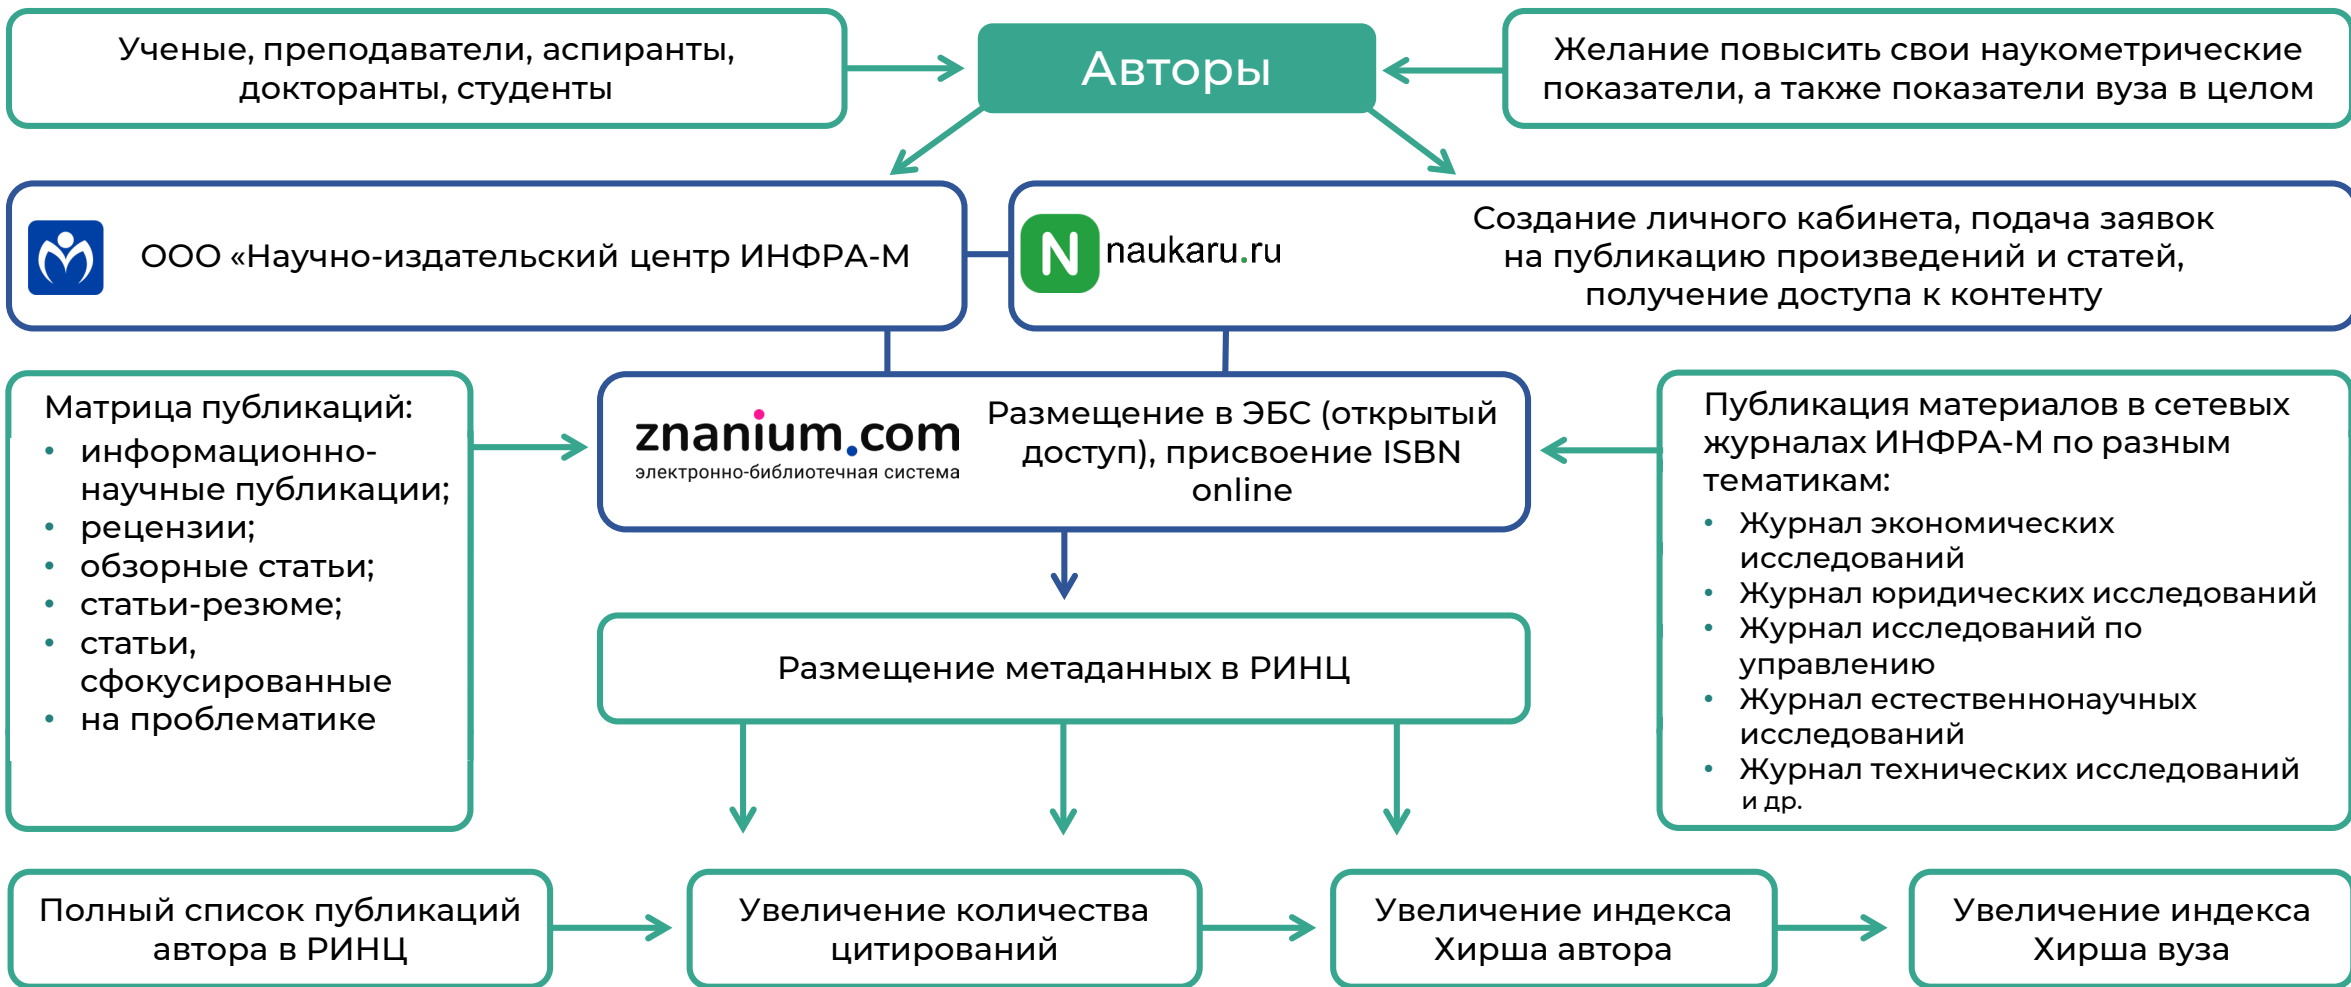 Ученые, преподаватели, аспиранты,
докторанты, студенты
Авторы
Желание повысить свои наукометрические
показатели, а также показатели вуза в целом
ООО «Научно-издательский центр ИНФРА-М
N naukaru.ru
Создание личного кабинета, подача заявок
на публикацию произведений и статей,
получение доступа к контенту
Матрица публикаций:
• информационно-
научные публикации;
• рецензии;
• обзорные статьи;
• статьи-резюме;
• статьи,
сфокусированные
• на проблематике
znanium.com
электронно-библиотечная система
Размещение в ЭБС (открытый
доступ), присвоение ISBN
online
Публикация материалов в сетевых
журналах ИНФРА-М по разным
тематикам:
• Журнал экономических
исследований
• Журнал юридических исследований
• Журнал исследований по
управлению
• Журнал естественнонаучных
исследований
• Журнал технических исследований
и др.
Размещение метаданных в РИНЦ
Полный список публикаций
автора в РИНЦ
Увеличение количества
цитирований
Увеличение индекса
Хирша автора
Увеличение индекса
Хирша вуза